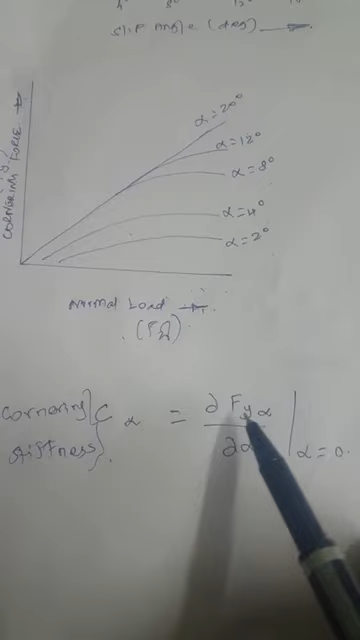 SLIP ANGLE (deg)
CORNERING FORCE
α = 20°
α = 12°
α = 8°
α = 4°
α = 2°
NORMAL LOAD
(Fz)
Cornering
stiffness
Cα = ∂Fyα / ∂α | α = 0.